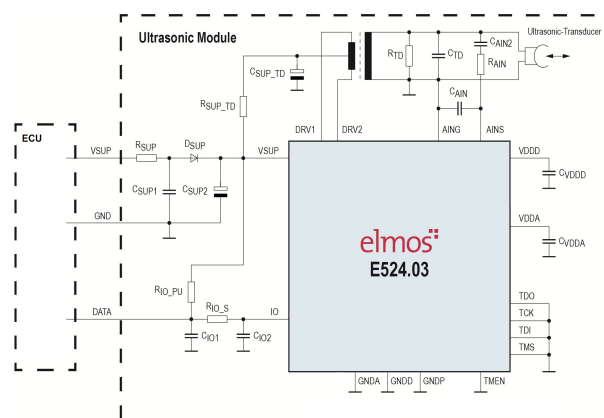 Ultrasonic Module
Ultrasonic-Transducer
CSUP_TD
RTD
CTD
CAIN2
RAIN
CAIN
RSUP_TD
ECU
VSUP
RSUP
DSUP
VSUP
DRV1
DRV2
AING
AINS
VDDD
CSUP1
CSUP2
CVDDD
GND
VDDA
CVDDA
elmos
E524.03
RIO_PU
RIO_S
DATA
IO
CIO1
CIO2
TDO
TCK
TDI
TMS
GNDA
GNDD
GNDP
TMEN